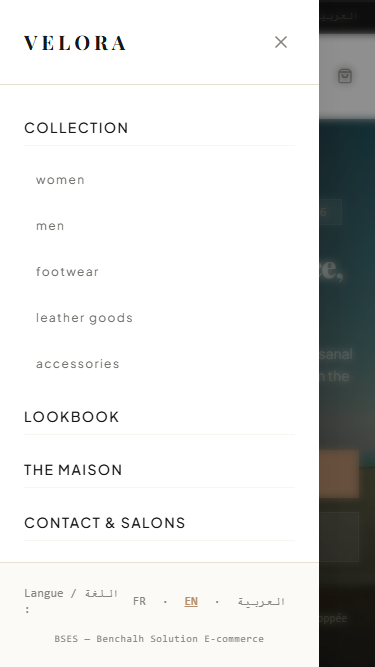 VELORA
العربية
COLLECTION
women
men
footwear
leather goods
accessories
LOOKBOOK
THE MAISON
CONTACT & SALONS
Langue / اللغة
:
FR · EN · العربية
BSES — Benchalh Solution E-commerce